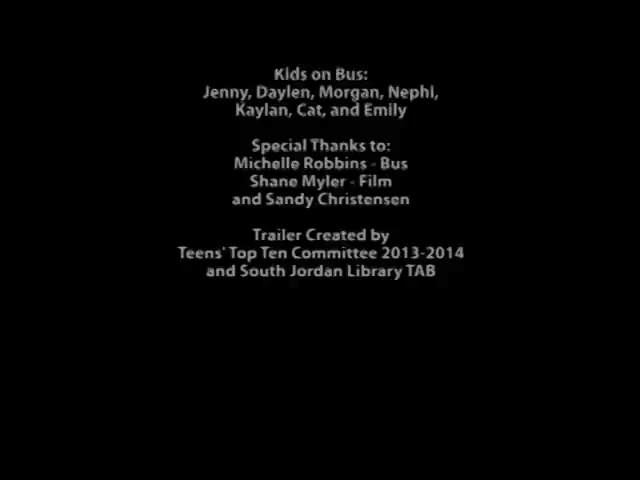 Kids on Bus:
Jenny, Daylen, Morgan, Nephi,
Kaylan, Cat, and Emily
Special Thanks to:
Michelle Robbins - Bus
Shane Myler - Film
and Sandy Christensen
Trailer Created by
Teens' Top Ten Committee 2013-2014
and South Jordan Library TAB